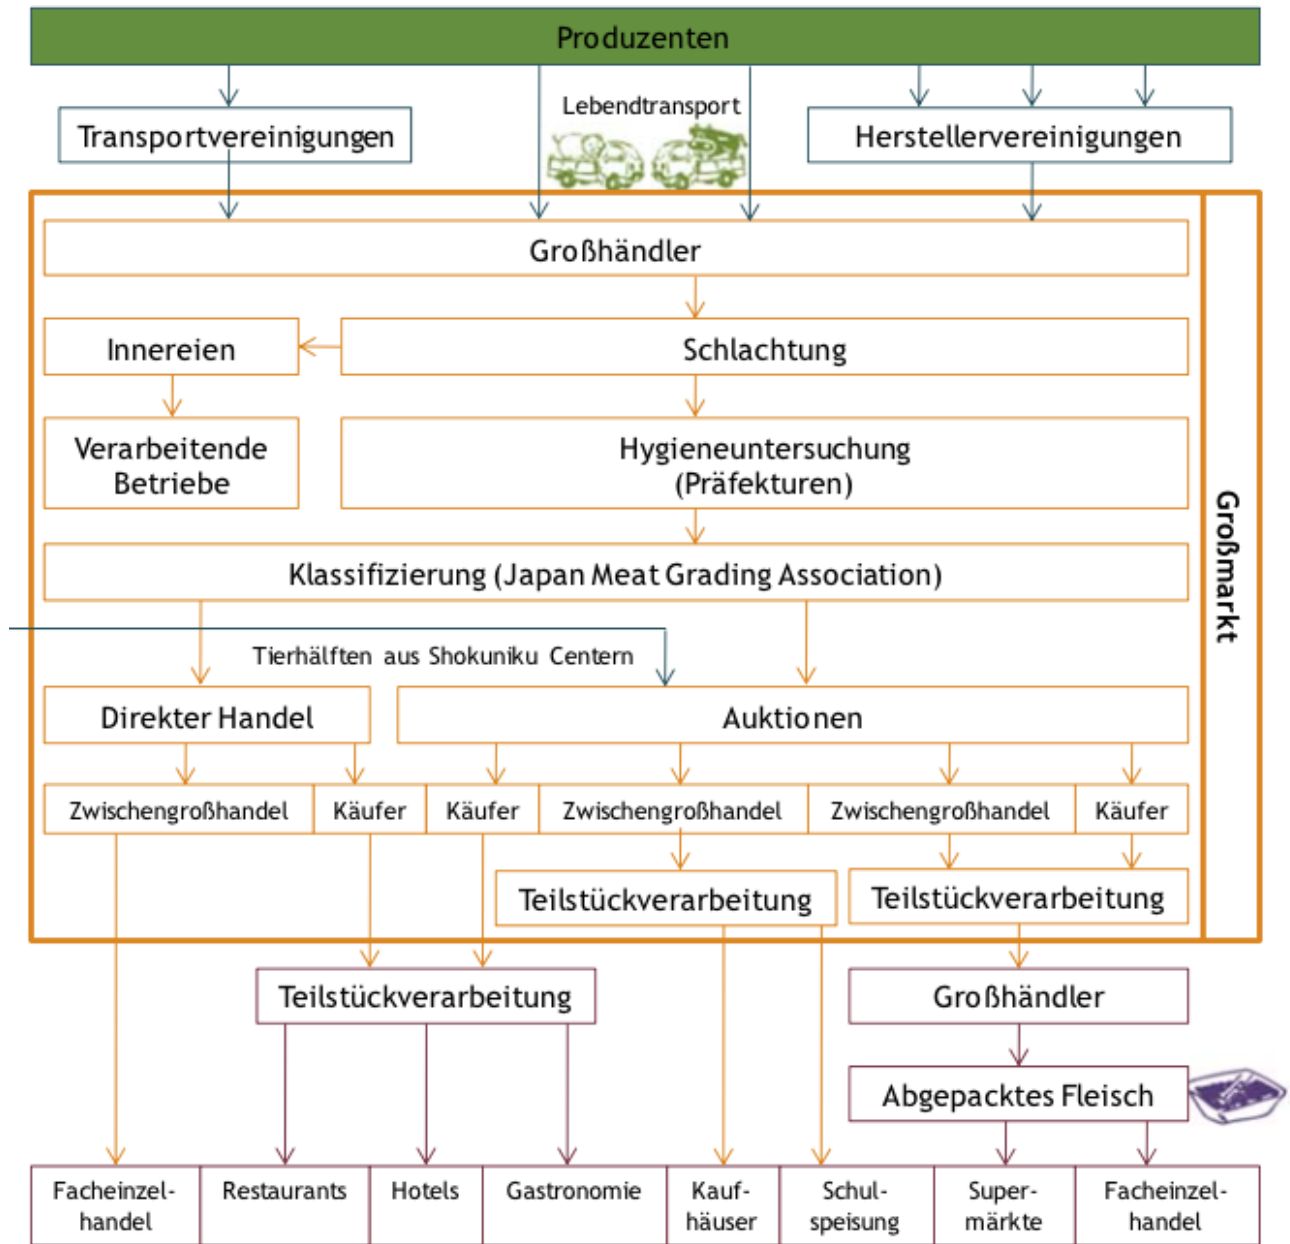 Produzenten
Lebendtransport
Transportvereinigungen
Herstellervereinigungen
Großhändler
Innereien
Schlachtung
Verarbeitende
Betriebe
Hygieneuntersuchung
(Präfekturen)
Großmarkt
Klassifizierung (Japan Meat Grading Association)
Tierhälften aus Shokuniku Centern
Direkter Handel
Auktionen
Zwischengroßhandel
Käufer
Käufer
Zwischengroßhandel
Zwischengroßhandel
Käufer
Teilstückverarbeitung
Teilstückverarbeitung
Teilstückverarbeitung
Großhändler
Abgepacktes Fleisch
Facheinzel-
handel
Restaurants
Hotels
Gastronomie
Kauf-
häuser
Schul-
speisung
Super-
märkte
Facheinzel-
handel